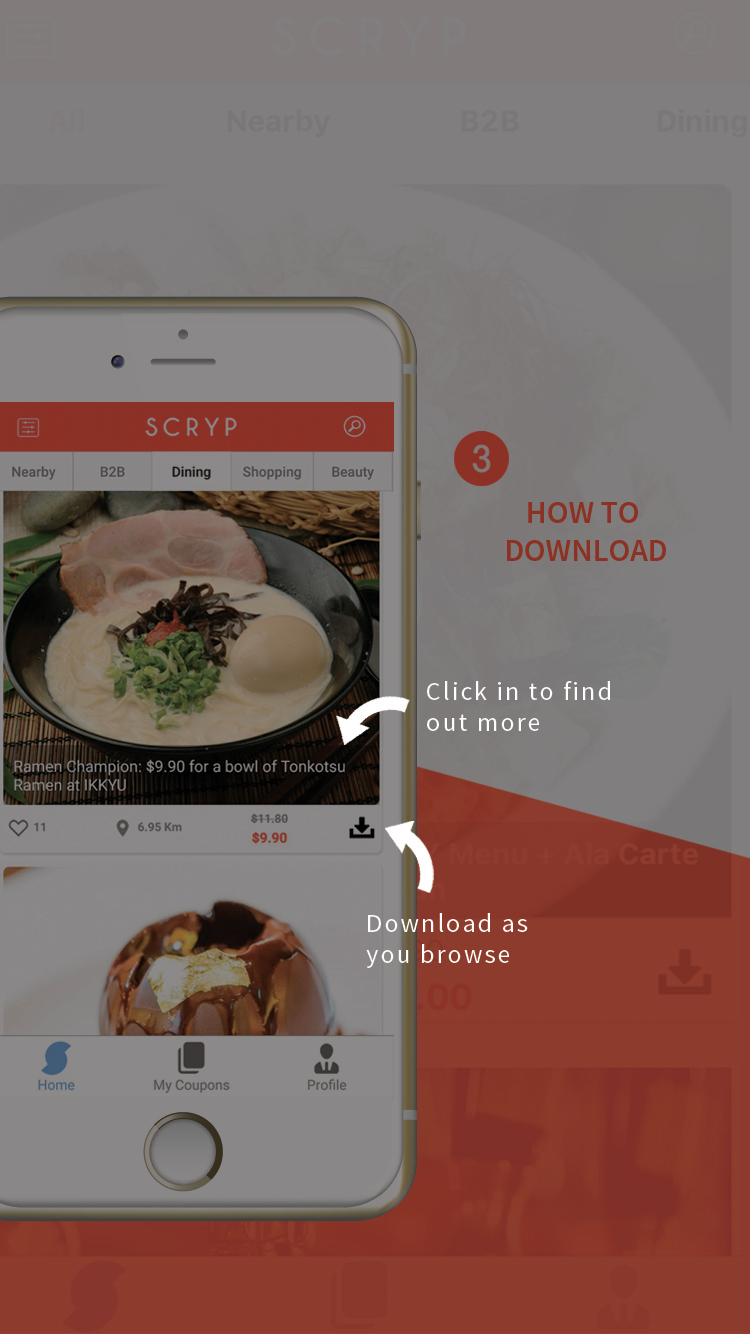 SCRYP
All Nearby B2B Dining
SCRYP
Nearby B2B Dining Shopping Beauty
3
HOW TO
DOWNLOAD
Click in to find
out more
Ramen Champion: $9.90 for a bowl of Tonkotsu
Ramen at IKKYU
11 6.95 Km $11.80
$9.90
Menu + Ala Carte
Download as
you browse
.00
Home My Coupons Profile